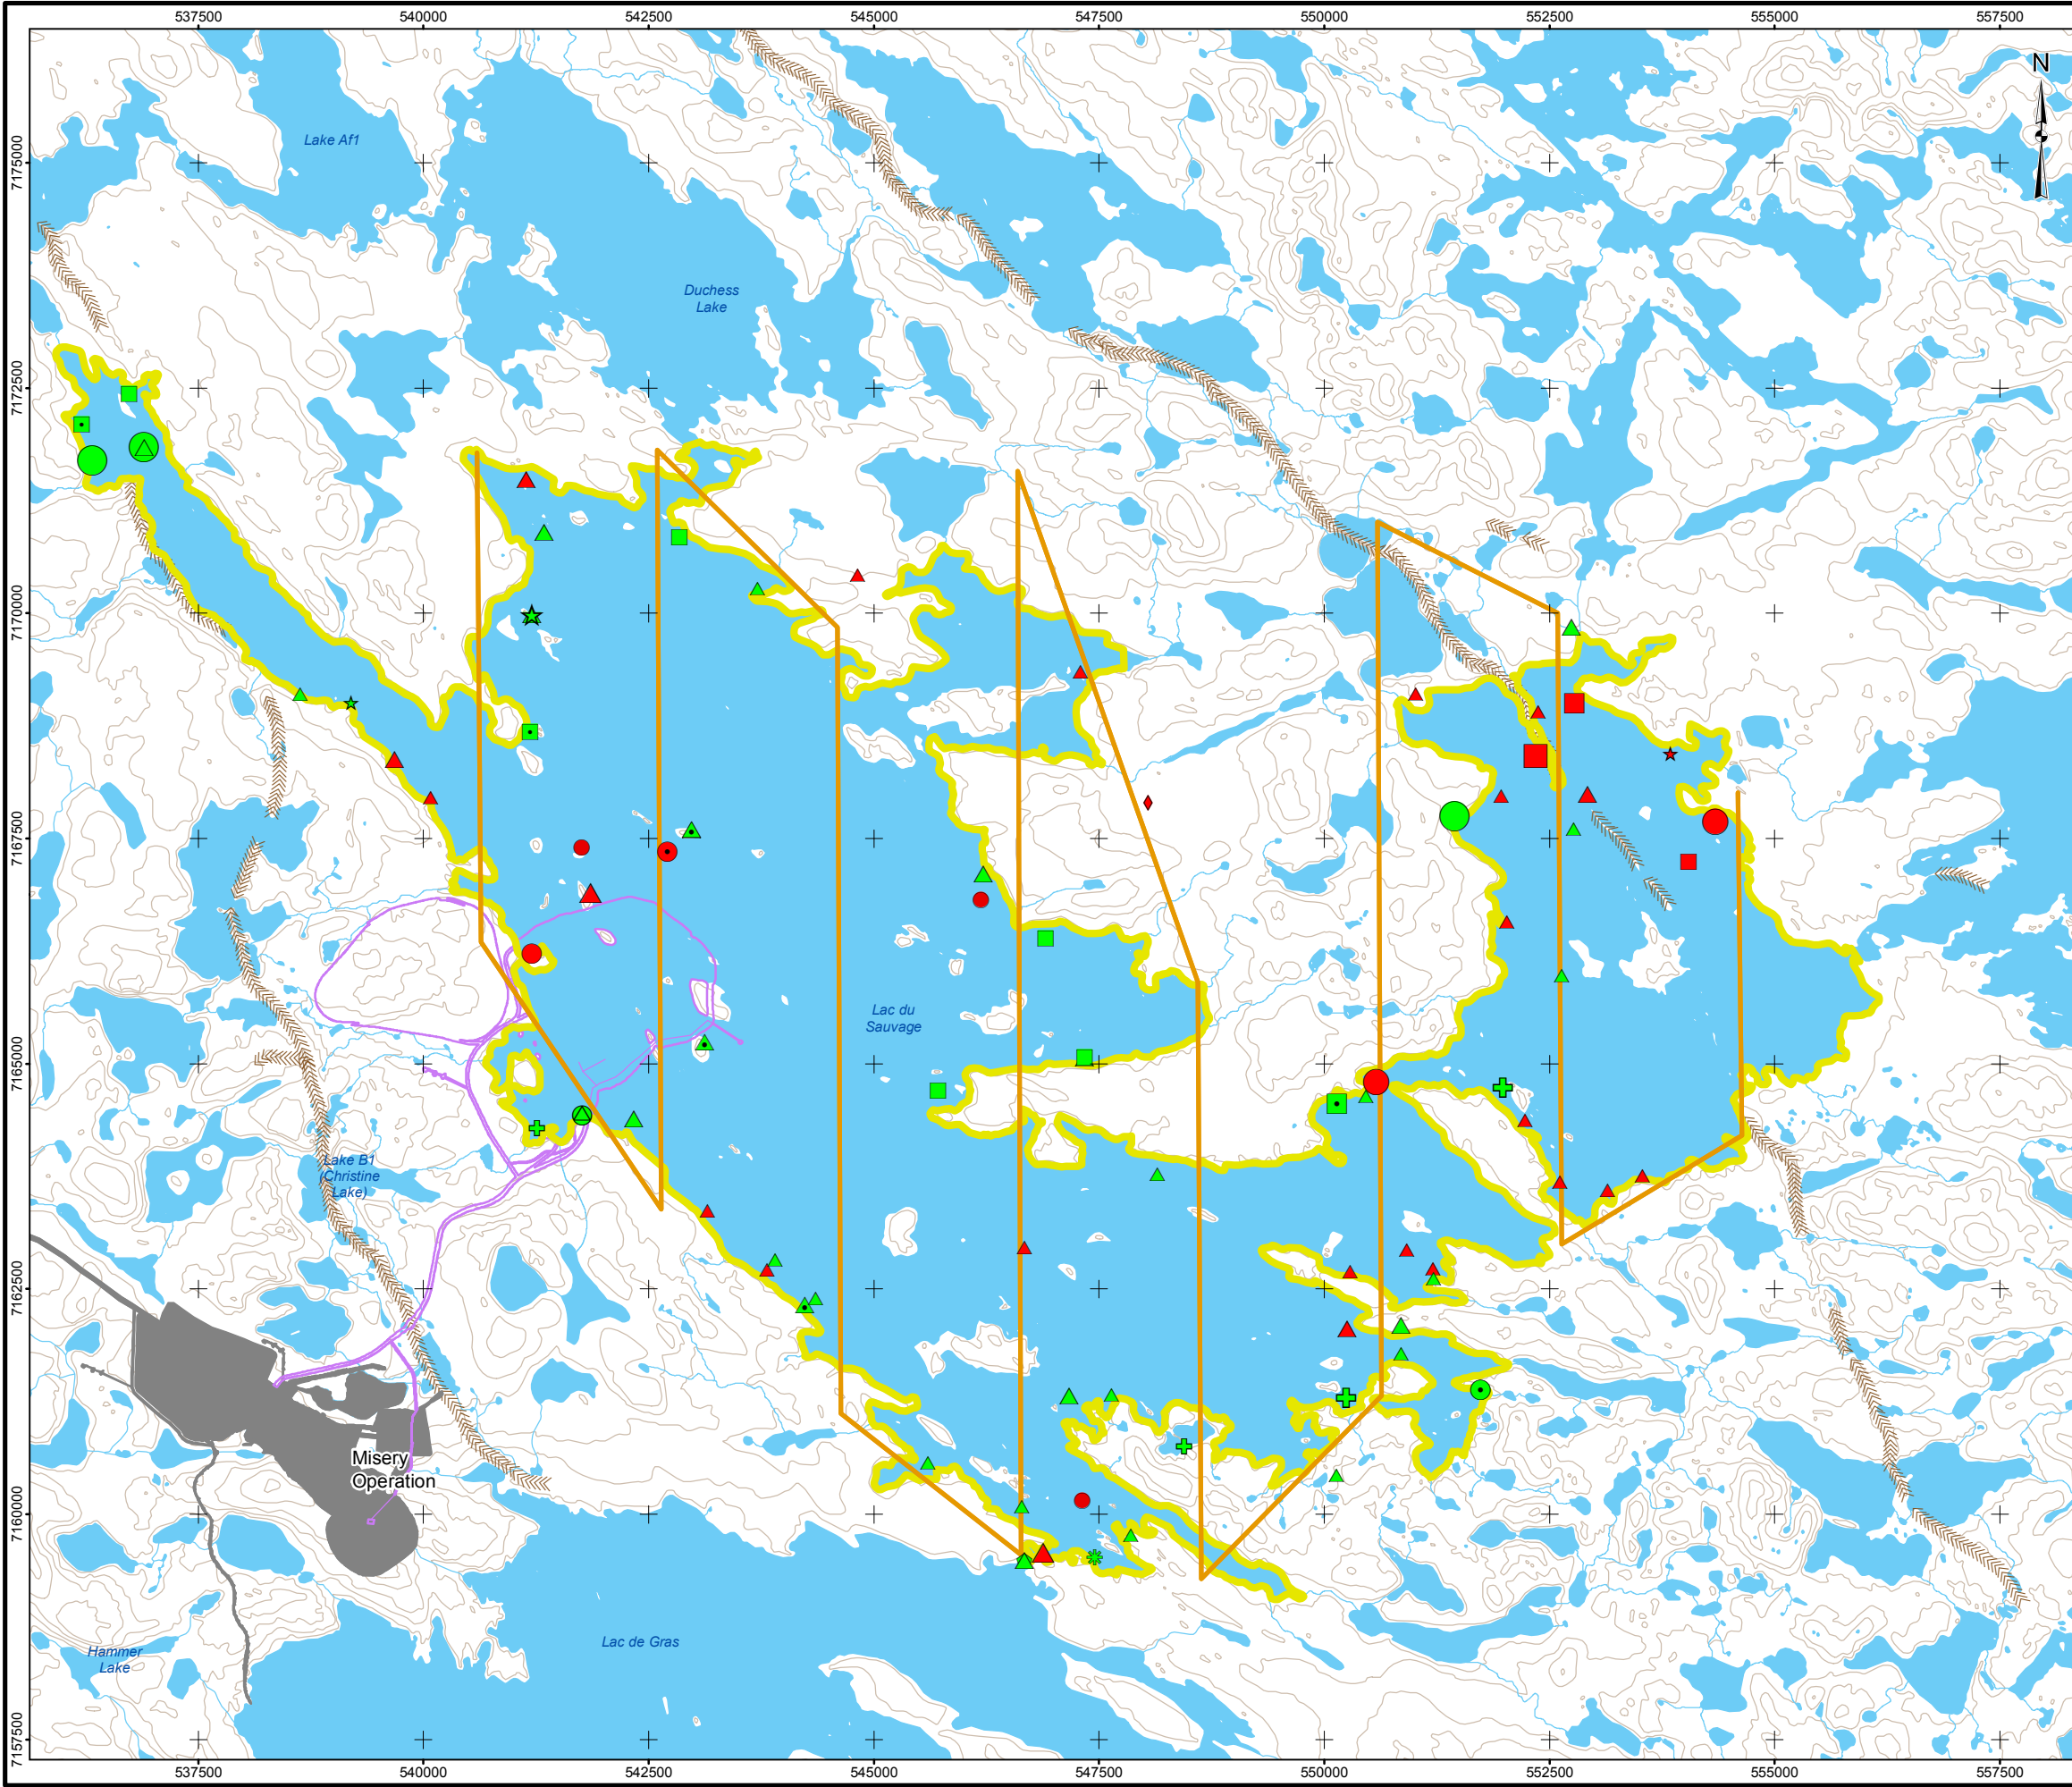 537500 540000 542500 545000 547500 550000 552500 555000 557500
N
Lake Af1
7175000
Duchess
Lake
7172500
7170000
7167500
Lac du
Sauvage
7165000
Lake B1
(Christine
Lake)
7162500
Misery
Operation
7160000
Lac de Gras
Hammer
Lake
7157500
537500 540000 542500 545000 547500 550000 552500 555000 557500